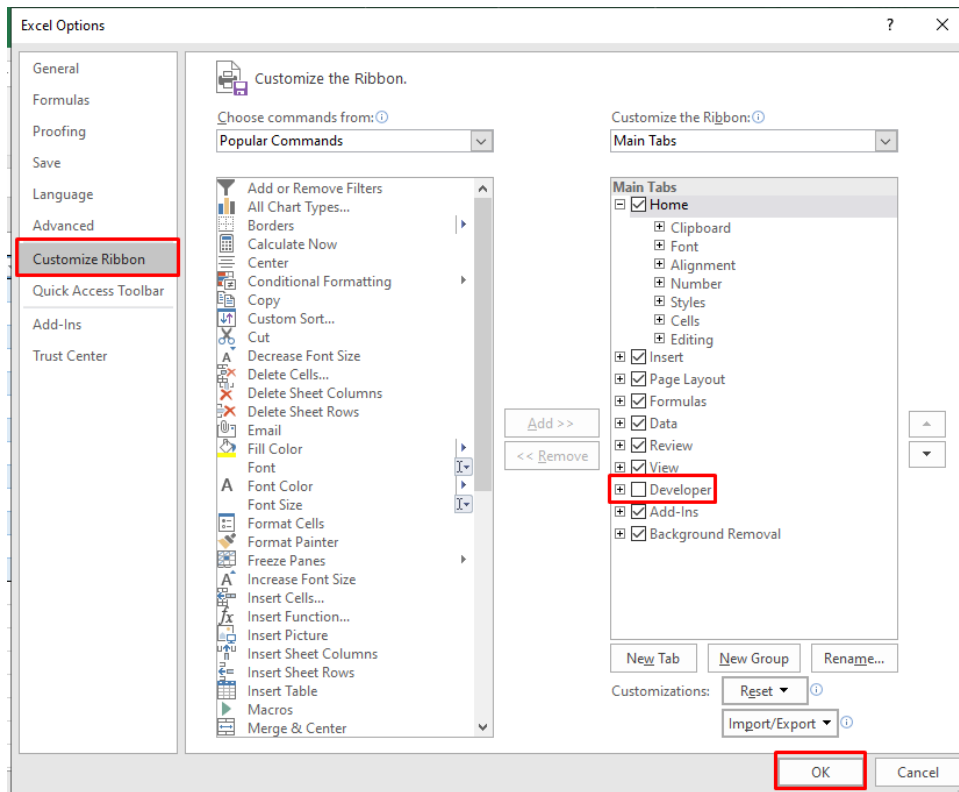 Excel Options
?
General
Formulas
Proofing
Save
Language
Advanced
Customize Ribbon
Quick Access Toolbar
Add-Ins
Trust Center
Customize the Ribbon.
Choose commands from:
Popular Commands
Add or Remove Filters
All Chart Types...
Borders
Calculate Now
Center
Conditional Formatting
Copy
Custom Sort...
Cut
Decrease Font Size
Delete Cells...
Delete Sheet Columns
Delete Sheet Rows
Email
Fill Color
Font
Font Color
Font Size
Format Cells
Format Painter
Freeze Panes
Increase Font Size
Insert Cells...
Insert Function...
Insert Picture
Insert Sheet Columns
Insert Sheet Rows
Insert Table
Macros
Merge & Center
Add >>
<< Remove
Customize the Ribbon:
Main Tabs
Main Tabs
Home
Clipboard
Font
Alignment
Number
Styles
Cells
Editing
Insert
Page Layout
Formulas
Data
Review
View
Developer
Add-Ins
Background Removal
New Tab New Group Rename...
Customizations: Reset
Import/Export
OK Cancel